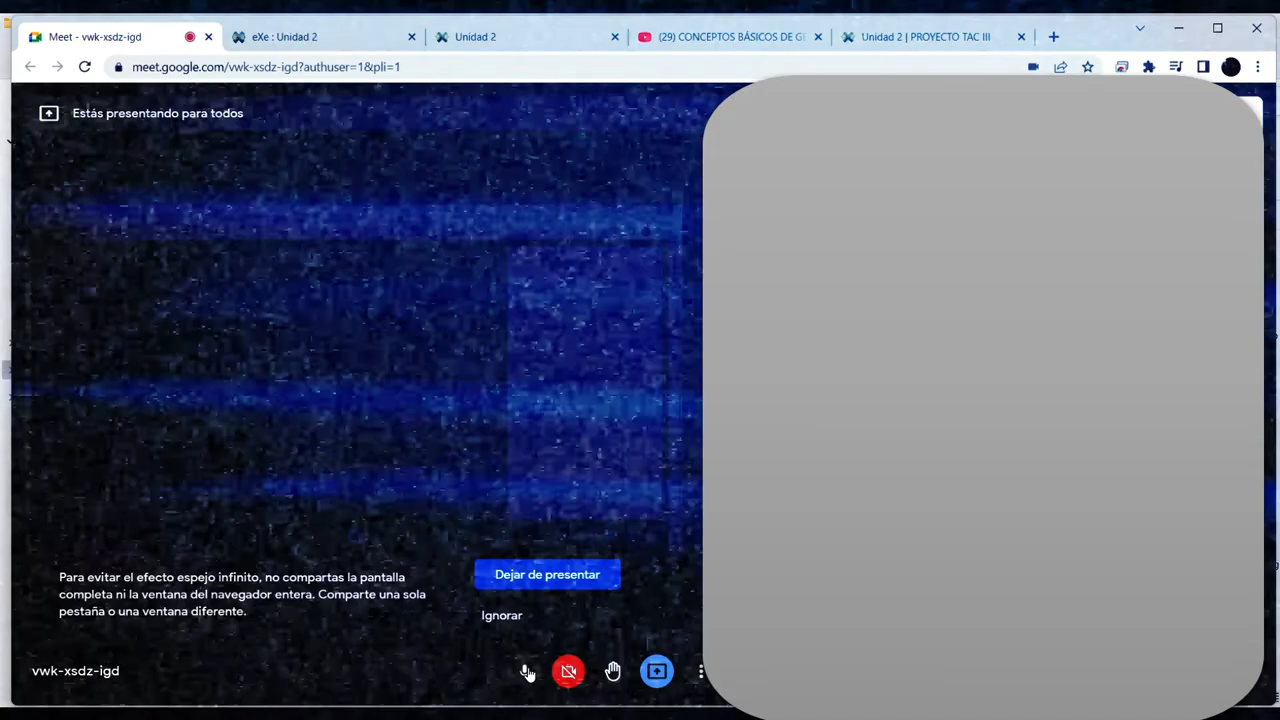 Meet - vwk-xsdz-igd
eXe : Unidad 2
Unidad 2
(29) CONCEPTOS BÁSICOS DE GE
Unidad 2 | PROYECTO TAC III
meet.google.com/vwk-xsdz-igd?authuser=1&pli=1
Estás presentando para todos
Para evitar el efecto espejo infinito, no compartas la pantalla
completa ni la ventana del navegador entera. Comparte una sola
pestaña o una ventana diferente.
Dejar de presentar
Ignorar
vwk-xsdz-igd